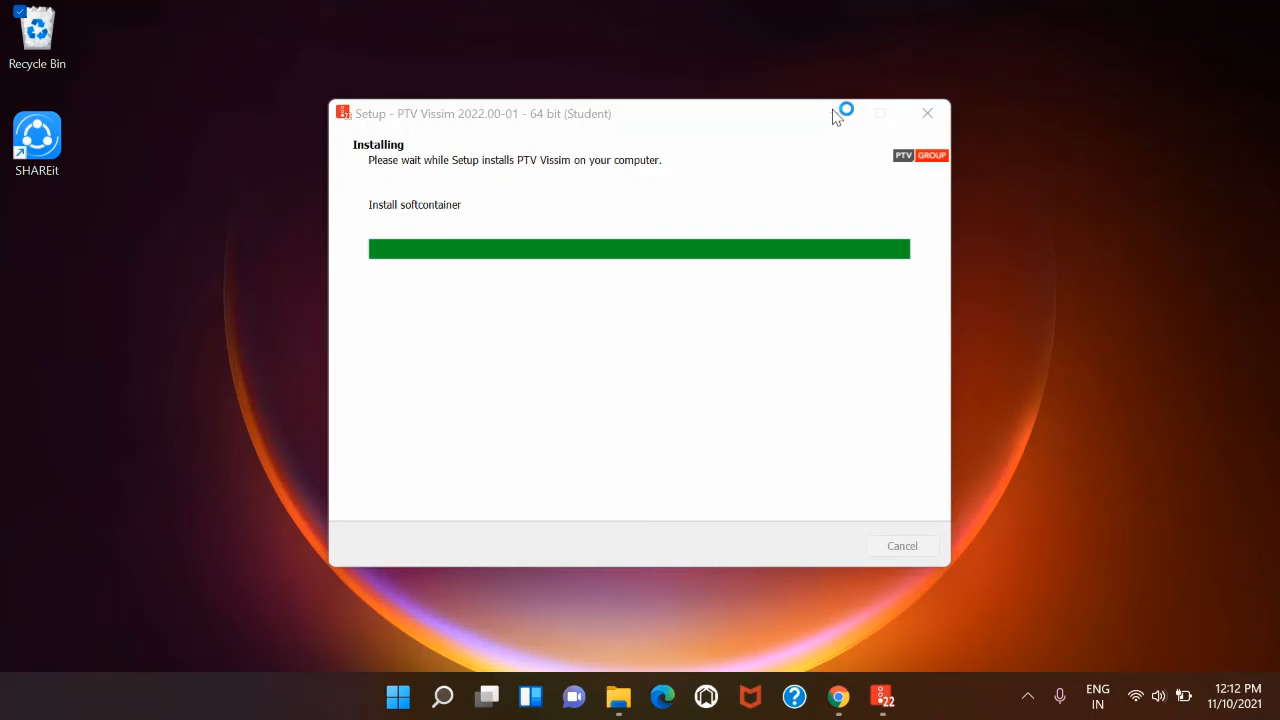 Recycle Bin
SHAREit
Setup - PTV Vissim 2022.00-01 - 64 bit (Student)
Installing
Please wait while Setup installs PTV Vissim on your computer.
PTV GROUP
Install softcontainer
Cancel
22
ENG
IN
12:12 PM
11/10/2021